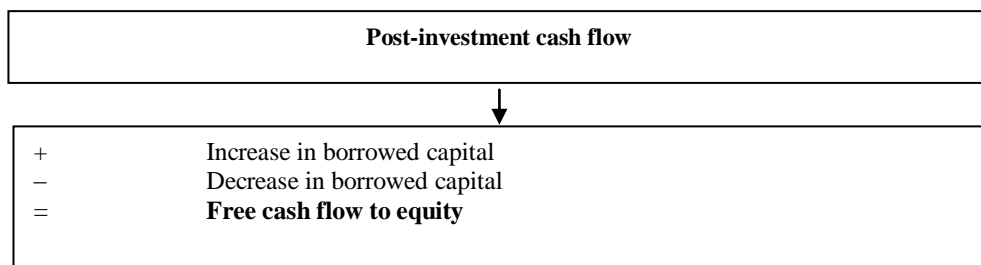 Post-investment cash flow
+ Increase in borrowed capital
− Decrease in borrowed capital
= Free cash flow to equity